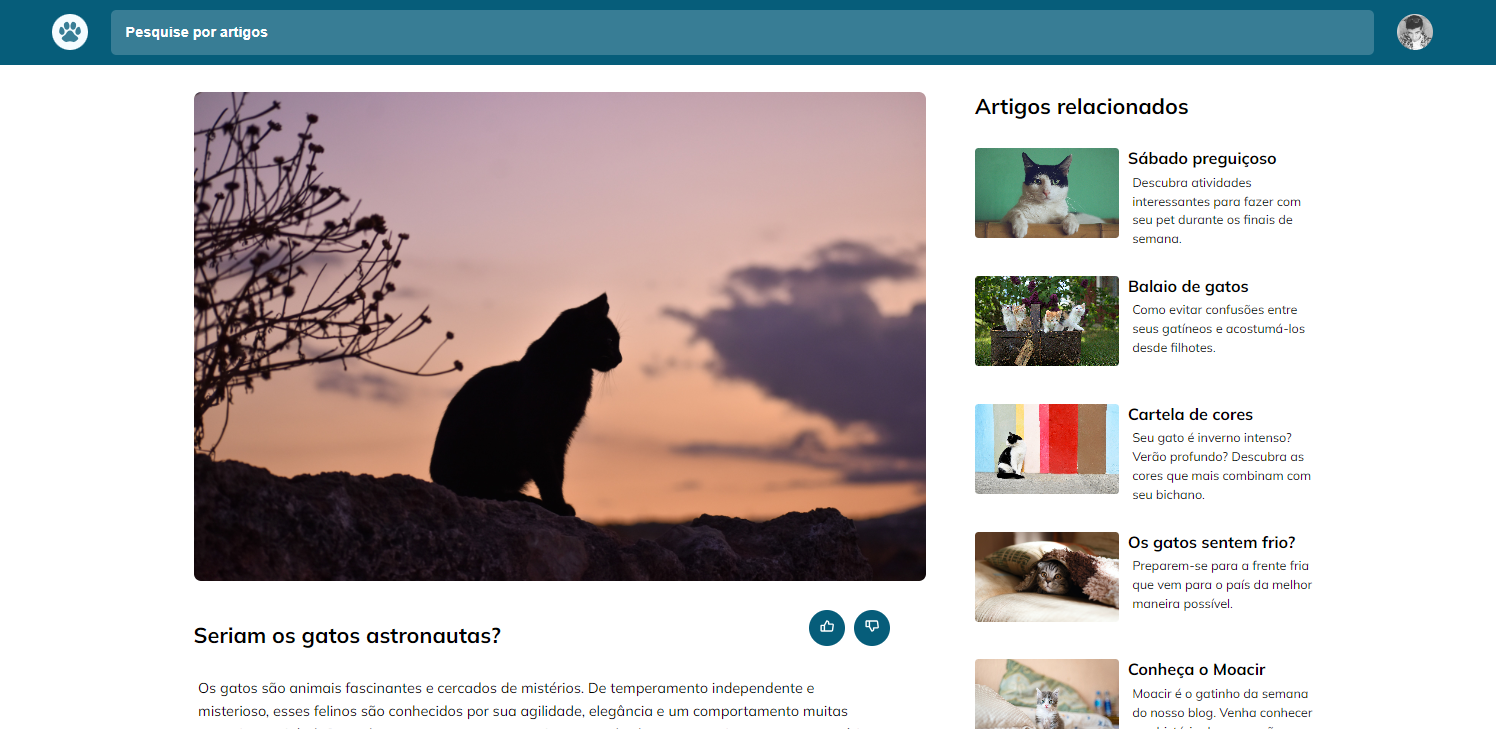 Pesquise por artigos
Seriam os gatos astronautas?
Os gatos são animais fascinantes e cercados de mistérios. De temperamento independente e
misterioso, esses felinos são conhecidos por sua agilidade, elegância e um comportamento muitas
Artigos relacionados
Sábado preguiçoso
Descubra atividades
interessantes para fazer com
seu pet durante os finais de
semana.
Balaio de gatos
Como evitar confusões entre
seus gatíneos e acostumá-los
desde filhotes.
Cartela de cores
Seu gato é inverno intenso?
Verão profundo? Descubra as
cores que mais combinam com
seu bichano.
Os gatos sentem frio?
Preparem-se para a frente fria
que vem para o país da melhor
maneira possível.
Conheça o Moacir
Moacir é o gatinho da semana
do nosso blog. Venha conhecer